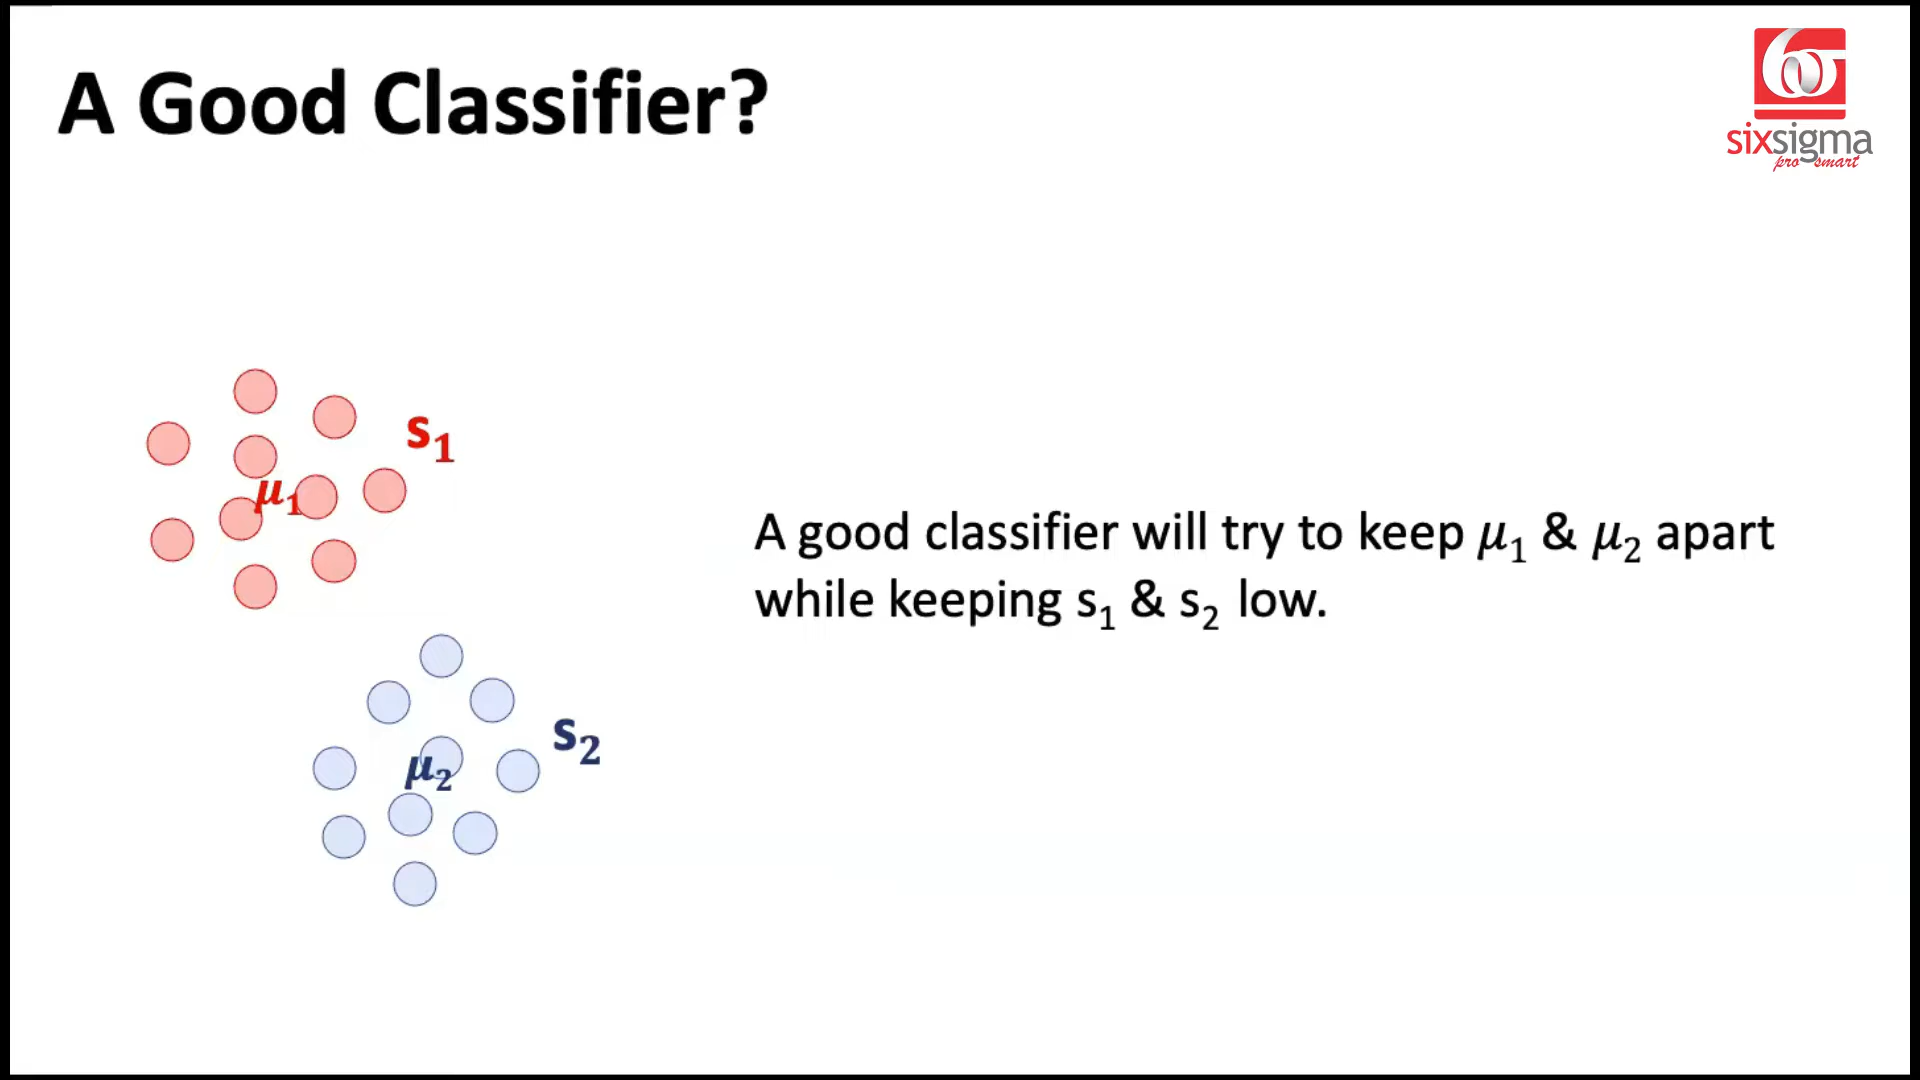 A Good Classifier?
6σ
sixsigma
pro smart
s₁
μ₁
A good classifier will try to keep μ₁ & μ₂ apart
while keeping s₁ & s₂ low.
s₂
μ₂